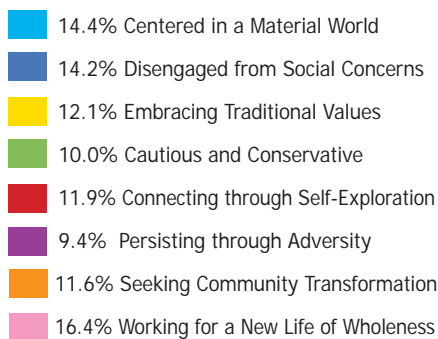 14.4% Centered in a Material World
14.2% Disengaged from Social Concerns
12.1% Embracing Traditional Values
10.0% Cautious and Conservative
11.9% Connecting through Self-Exploration
9.4% Persisting through Adversity
11.6% Seeking Community Transformation
16.4% Working for a New Life of Wholeness